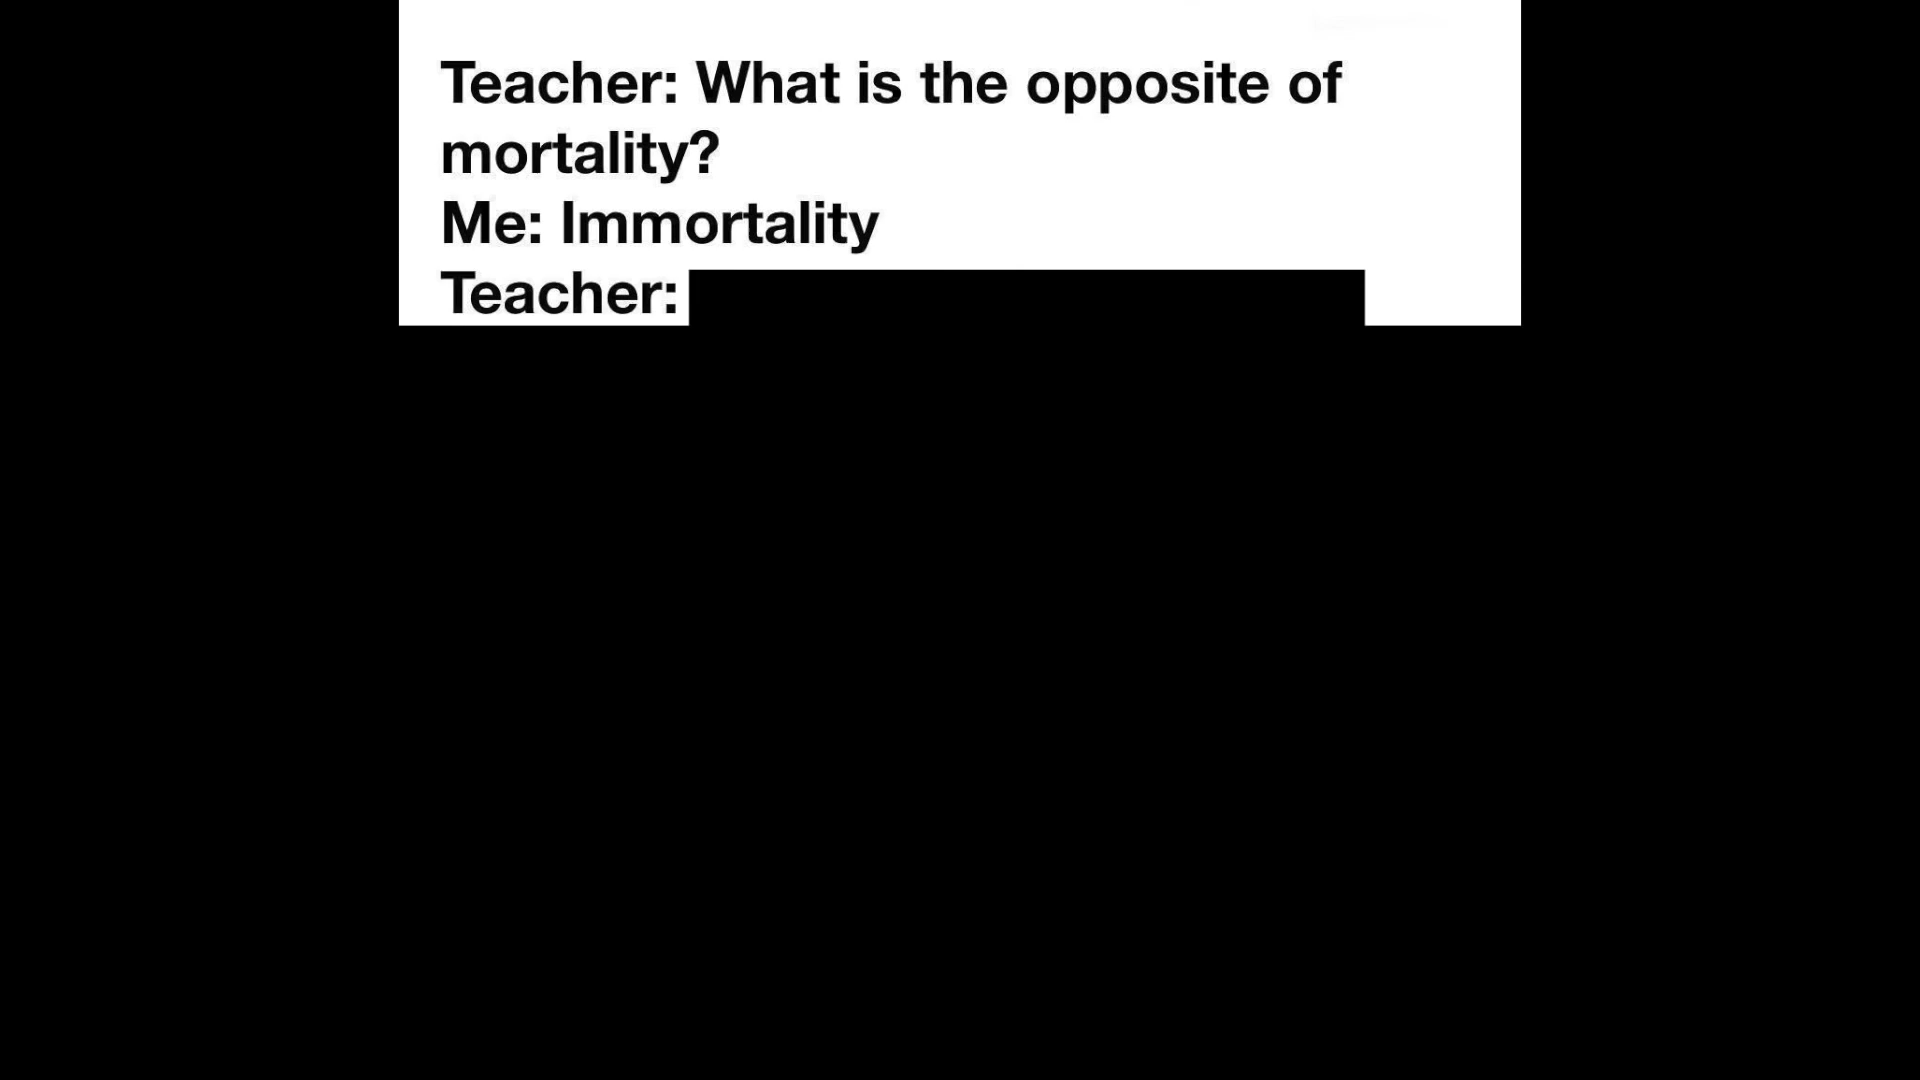 Teacher: What is the opposite of
mortality?
Me: Immortality
Teacher: